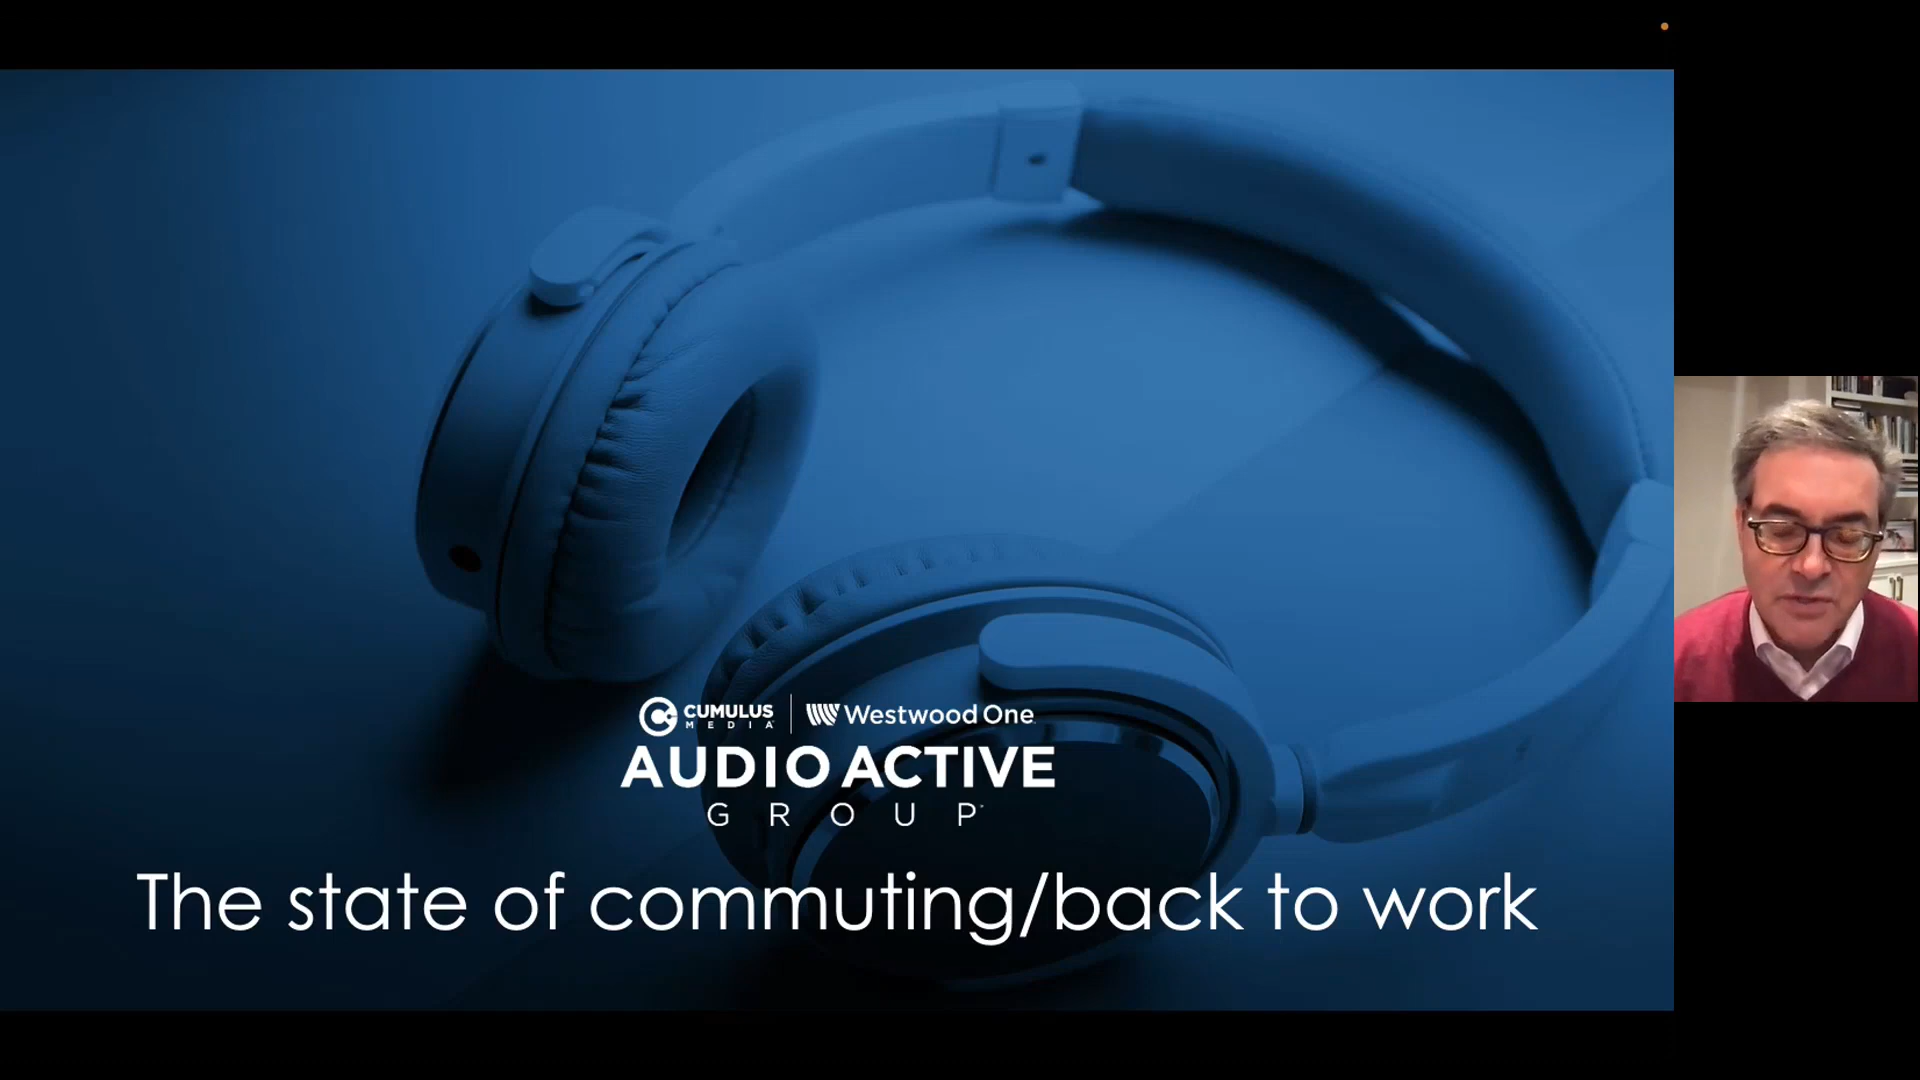 CUMULUS MEDIA | Westwood One
AUDIO ACTIVE
GROUP
The state of commuting/back to work